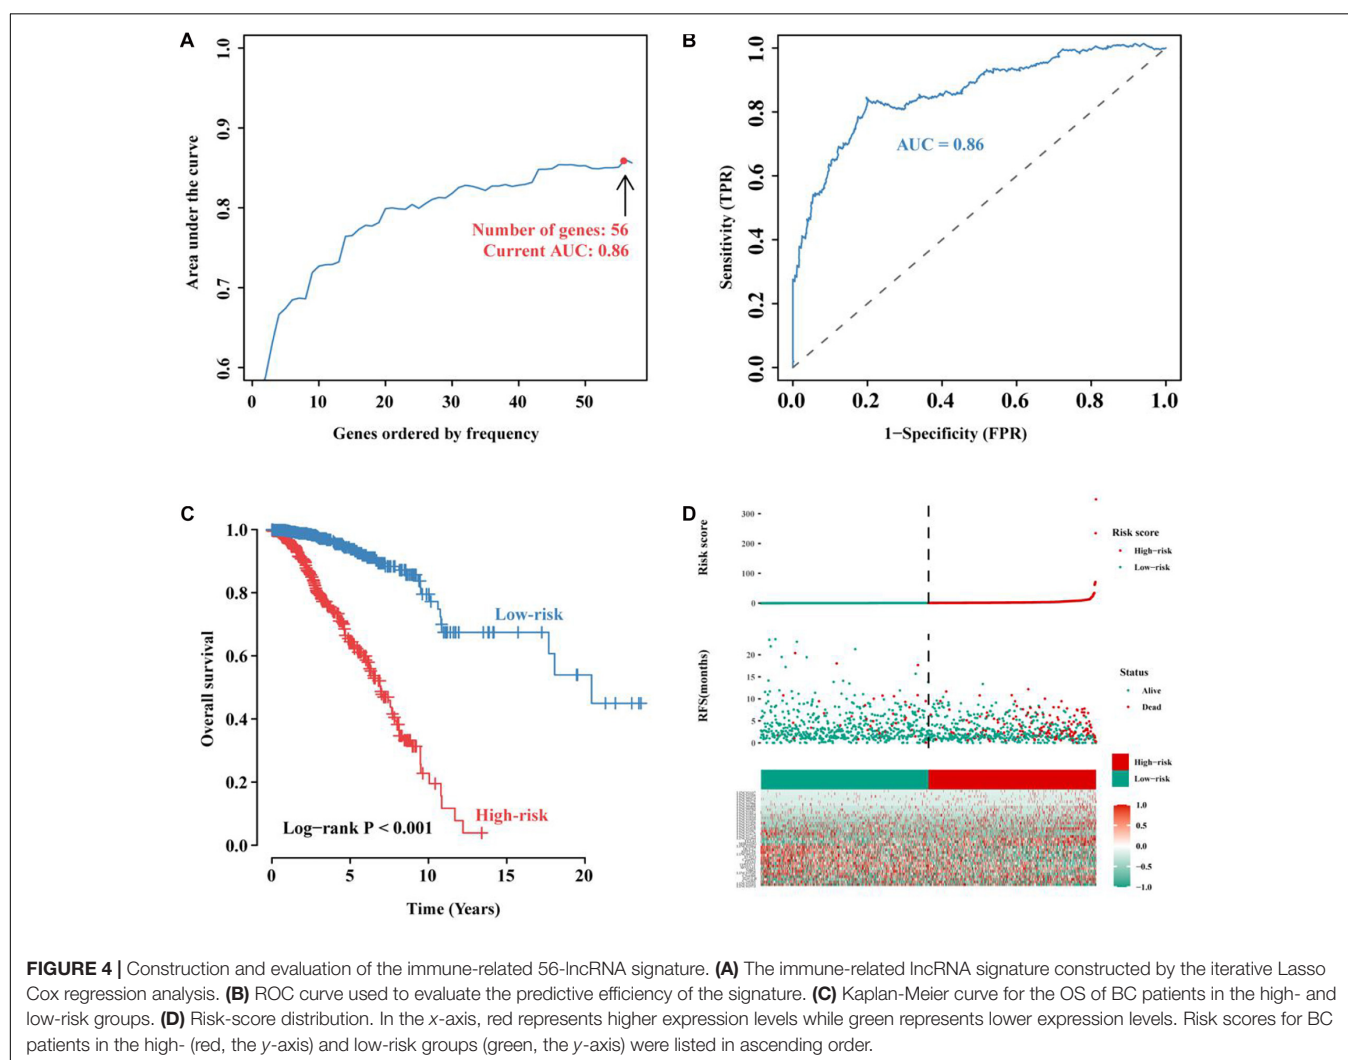 A
1.0
0.9
0.8
0.7
0.6
Area under the curve
Number of genes: 56
Current AUC: 0.86
0 10 20 30 40 50
Genes ordered by frequency
B
1.0
0.8
0.6
0.4
0.2
0.0
Sensitivity (TPR)
AUC = 0.86
0.0 0.2 0.4 0.6 0.8 1.0
1−Specificity (FPR)
C
1.0
0.8
0.6
0.4
0.2
0.0
Overall survival
Low-risk
High-risk
Log−rank P < 0.001
0 5 10 15 20
Time (Years)
D
300
200
100
0
Risk score
Risk score
High−risk
Low−risk
20
15
10
5
0
RFS(months)
Status
Alive
Dead
High−risk
Low−risk
1.0
0.5
0.0
−0.5
−1.0
FIGURE 4 | Construction and evaluation of the immune-related 56-lncRNA signature. (A) The immune-related lncRNA signature constructed by the iterative Lasso
Cox regression analysis. (B) ROC curve used to evaluate the predictive efficiency of the signature. (C) Kaplan-Meier curve for the OS of BC patients in the high- and
low-risk groups. (D) Risk-score distribution. In the x-axis, red represents higher expression levels while green represents lower expression levels. Risk scores for BC
patients in the high- (red, the y-axis) and low-risk groups (green, the y-axis) were listed in ascending order.